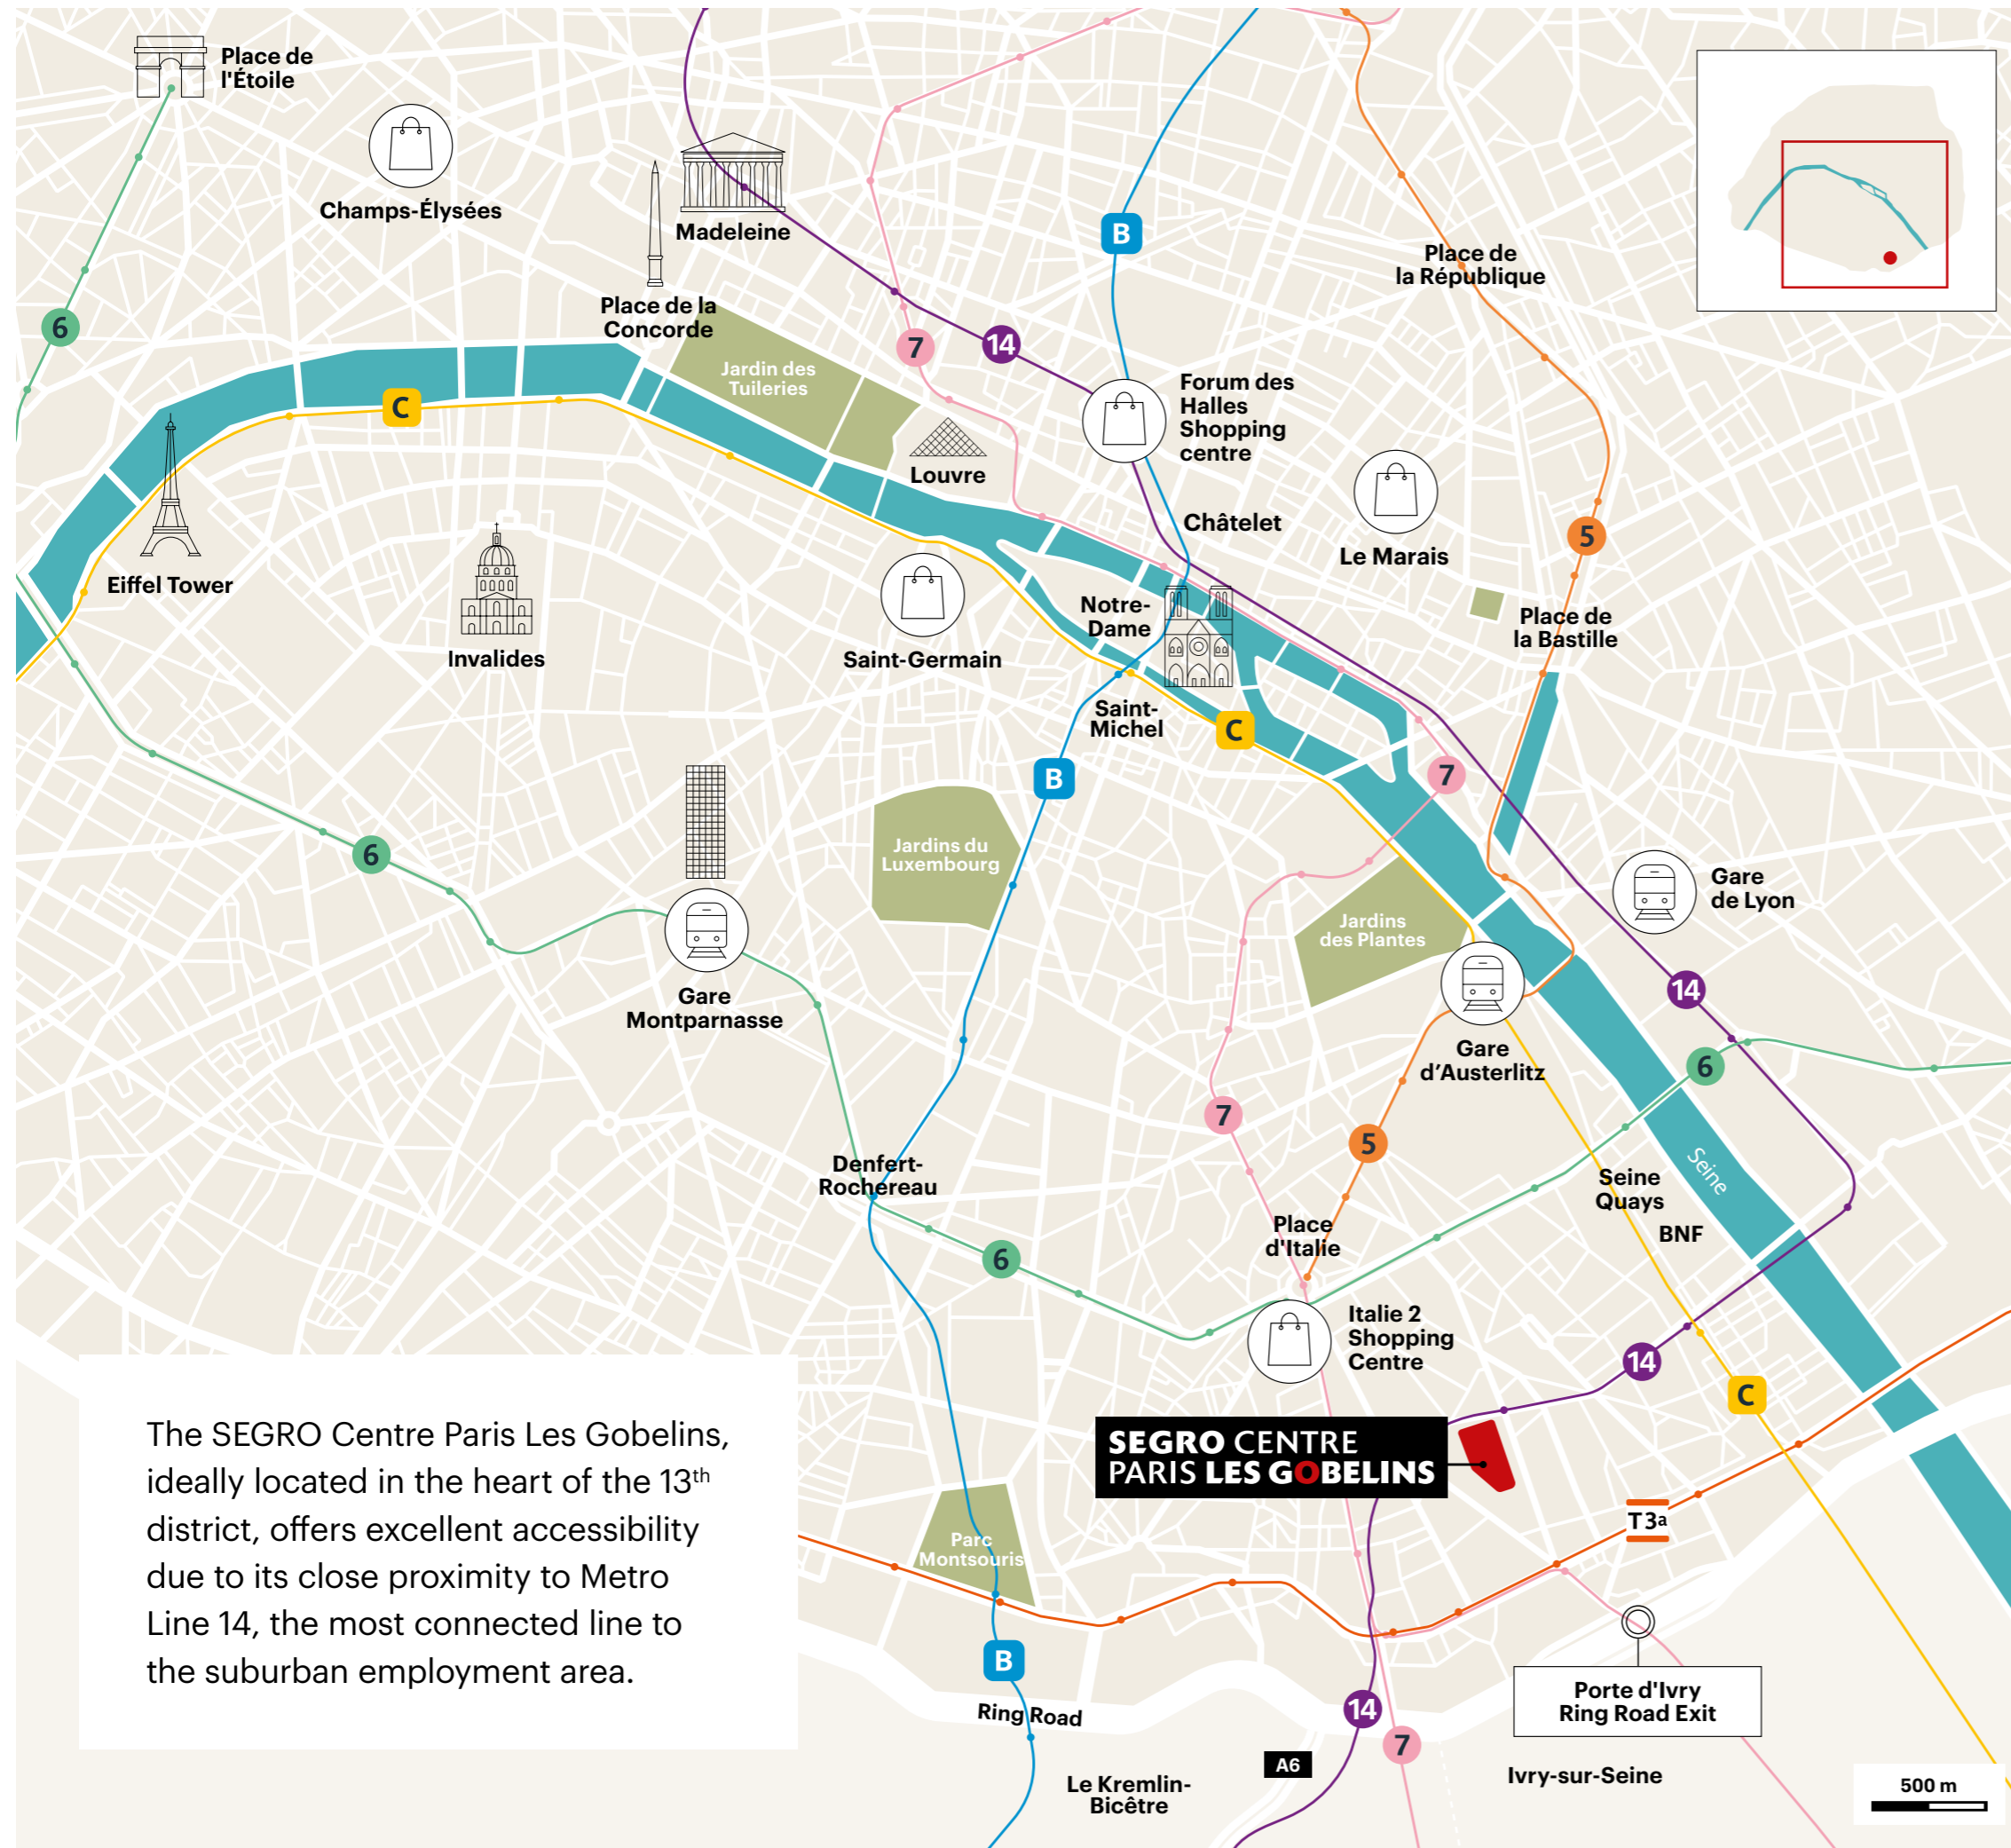 Place de
l'Étoile
Champs-Élysées
Madeleine
Place de la
Concorde
B
Place de
la République
6
7
14
Jardin des
Tuileries
C
Forum des
Halles
Shopping
centre
Louvre
Châtelet
Le Marais
5
Eiffel Tower
Invalides
Saint-Germain
Notre-
Dame
Place de
la Bastille
Saint-
Michel
C
B
7
6
Jardins du
Luxembourg
Gare
de Lyon
Jardins
des Plantes
Gare
Montparnasse
14
Gare
d’Austerlitz
6
7
5
Denfert-
Rochereau
Seine
Seine
Quays
BNF
Place
d'Italie
6
Italie 2
Shopping
Centre
14
C
SEGRO CENTRE
PARIS LES GOBELINS
The SEGRO Centre Paris Les Gobelins,
ideally located in the heart of the 13th
district, offers excellent accessibility
due to its close proximity to Metro
Line 14, the most connected line to
the suburban employment area.
Parc
Montsouris
T3a
B
Ring Road
14
7
Porte d'Ivry
Ring Road Exit
A6
Le Kremlin-
Bicêtre
Ivry-sur-Seine
500 m